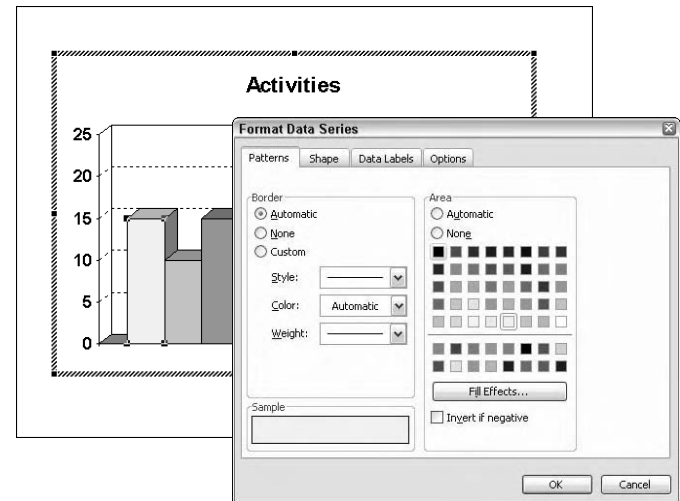 Activities
25
20
15
10
5
0
Format Data Series
Patterns
Shape
Data Labels
Options
Border
Automatic
None
Custom
Style:
Color:
Automatic
Weight:
Sample
Area
Automatic
None
Fill Effects...
Invert if negative
OK
Cancel